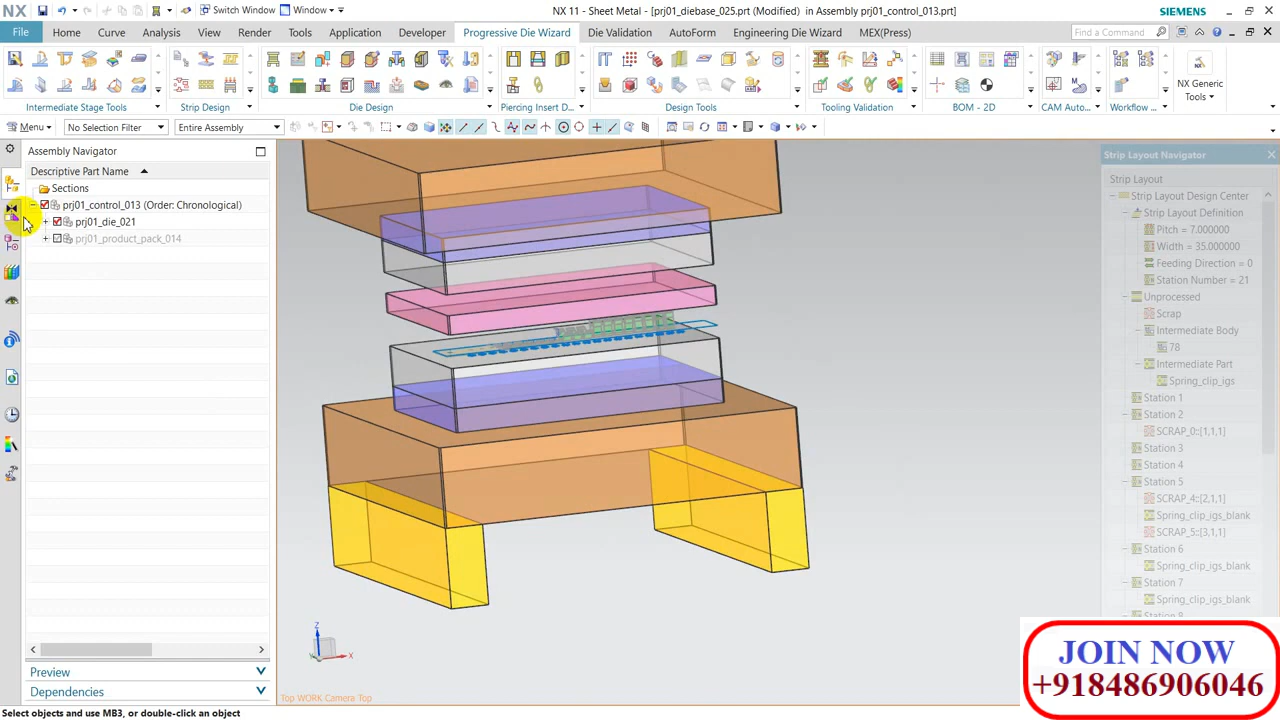 NX
Switch Window
Window
NX 11 - Sheet Metal - [prj01_diebase_025.prt (Modified) in Assembly prj01_control_013.prt]
SIEMENS
File
Home
Curve
Analysis
View
Render
Tools
Application
Developer
Progressive Die Wizard
Die Validation
AutoForm
Engineering Die Wizard
MEX(Press)
Find a Command
NX Generic
Tools
Intermediate Stage Tools
Strip Design
Die Design
Piercing Insert D...
Design Tools
Tooling Validation
BOM - 2D
CAM Auto...
Workflow ...
Menu
No Selection Filter
Entire Assembly
Assembly Navigator
Descriptive Part Name
Sections
prj01_control_013 (Order: Chronological)
prj01_die_021
prj01_product_pack_014
Preview
Dependencies
Select objects and use MB3, or double-click an object
Z
X
Top WORK Camera Top
Strip Layout Navigator
Strip Layout
Strip Layout Design Center
Strip Layout Definition
Pitch = 7.000000
Width = 35.000000
Feeding Direction = 0
Station Number = 21
Unprocessed
Scrap
Intermediate Body
78
Intermediate Part
Spring_clip_igs
Station 1
Station 2
SCRAP_0::[1,1,1]
Station 3
Station 4
Station 5
SCRAP_4::[2,1,1]
Spring_clip_igs_blank
SCRAP_5::[3,1,1]
Station 6
Spring_clip_igs_blank
Station 7
Spring_clip_igs_blank
Station 8
JOIN NOW
+918486906046